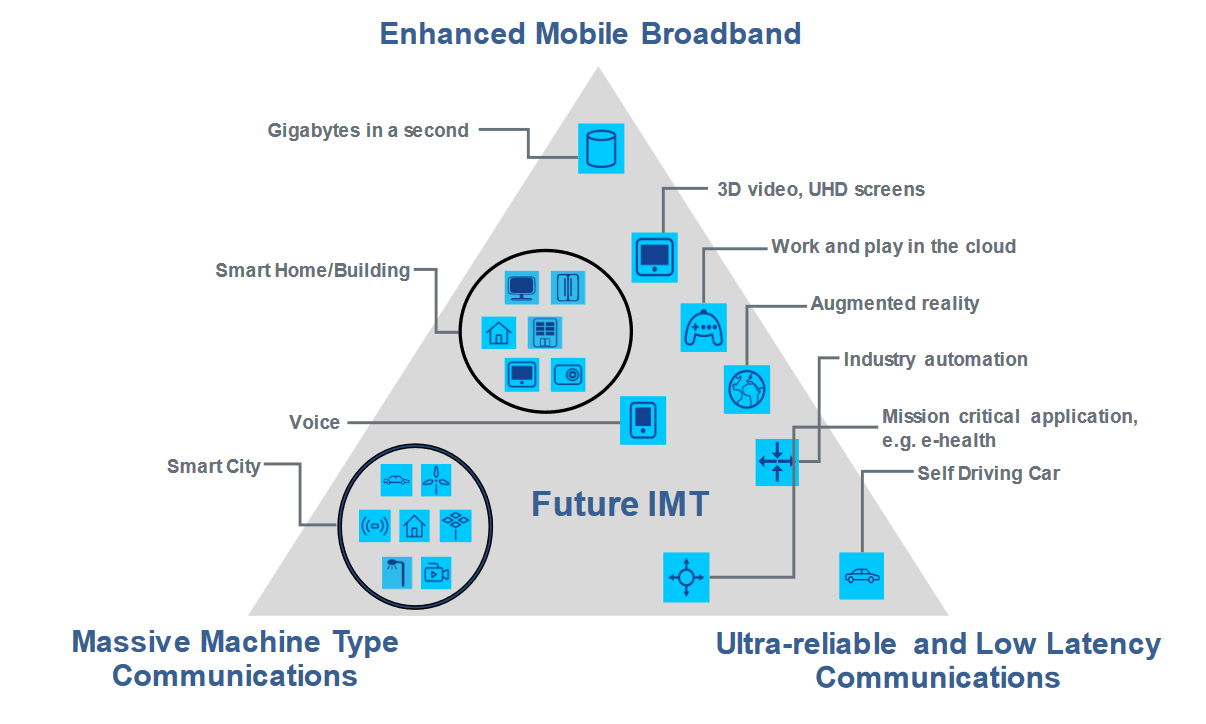 Enhanced Mobile Broadband
Gigabytes in a second
3D video, UHD screens
Work and play in the cloud
Smart Home/Building
Augmented reality
Industry automation
Mission critical application,
e.g. e-health
Voice
Smart City
Self Driving Car
Future IMT
Massive Machine Type
Communications
Ultra-reliable and Low Latency
Communications